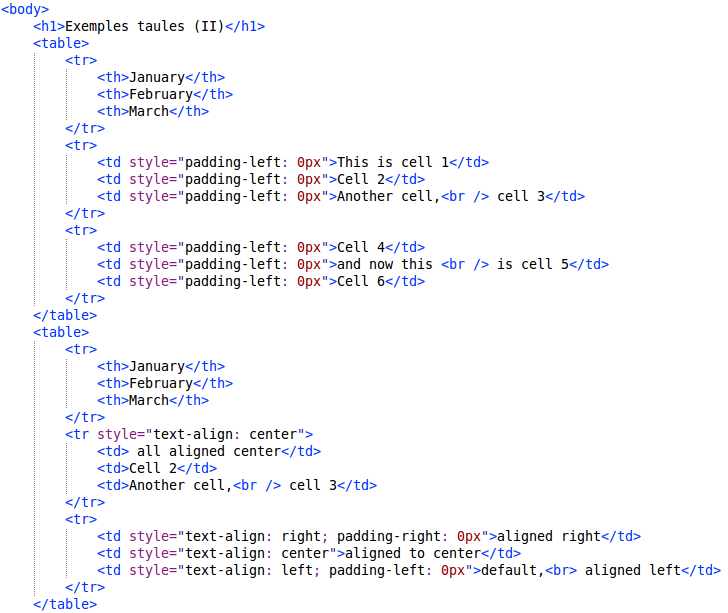 <body>
<h1>Exemples taules (II)</h1>
<table>
<tr>
<th>January</th>
<th>February</th>
<th>March</th>
</tr>
<tr>
<td style="padding-left: 0px">This is cell 1</td>
<td style="padding-left: 0px">Cell 2</td>
<td style="padding-left: 0px">Another cell,<br /> cell 3</td>
</tr>
<tr>
<td style="padding-left: 0px">Cell 4</td>
<td style="padding-left: 0px">and now this <br /> is cell 5</td>
<td style="padding-left: 0px">Cell 6</td>
</tr>
</table>
<table>
<tr>
<th>January</th>
<th>February</th>
<th>March</th>
</tr>
<tr style="text-align: center">
<td> all aligned center</td>
<td>Cell 2</td>
<td>Another cell,<br /> cell 3</td>
</tr>
<tr>
<td style="text-align: right; padding-right: 0px">aligned right</td>
<td style="text-align: center">aligned to center</td>
<td style="text-align: left; padding-left: 0px">default,<br> aligned left</td>
</tr>
</table>